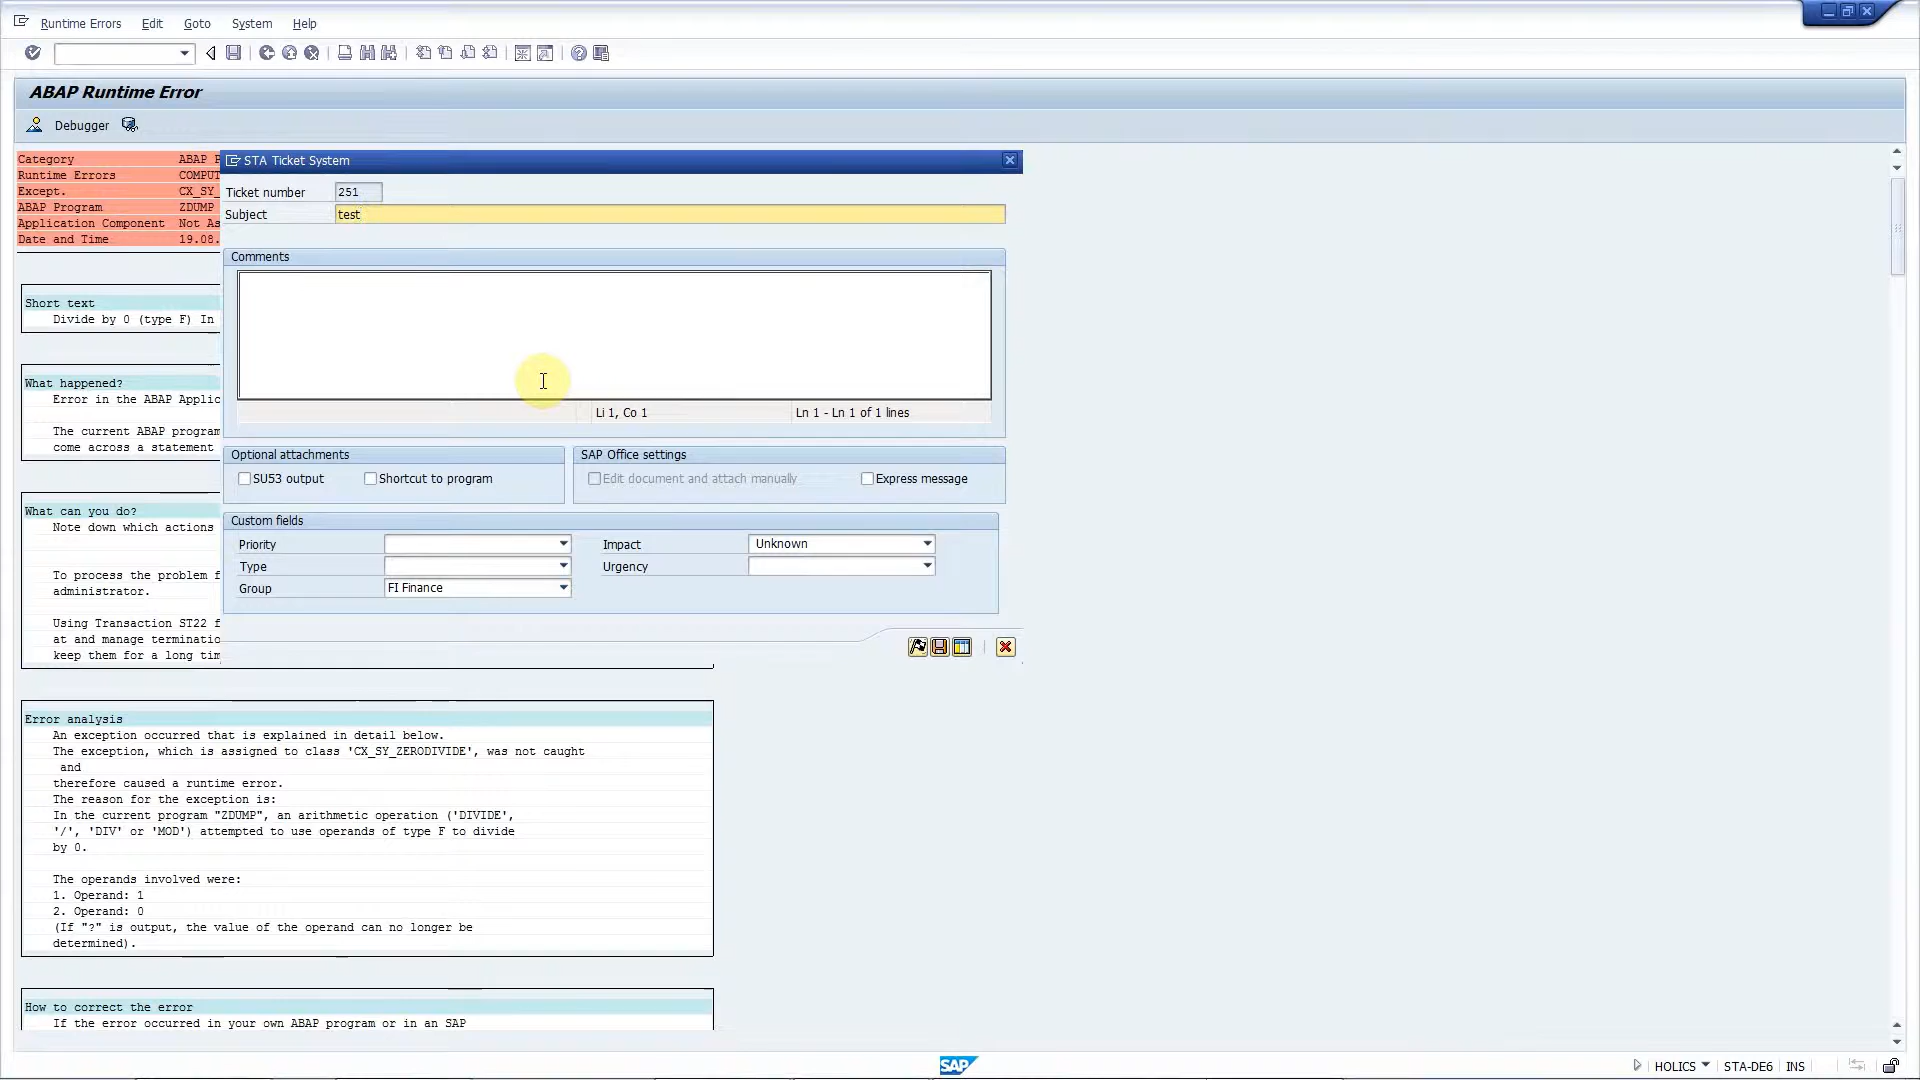 Runtime Errors Edit Goto System Help
ABAP Runtime Error
Debugger
Category ABAP P
Runtime Errors COMPUT
Except. CX_SY_
ABAP Program ZDUMP
Application Component Not As
Date and Time 19.08.
Short text
Divide by 0 (type F) In
What happened?
Error in the ABAP Applic
The current ABAP program
come across a statement
What can you do?
Note down which actions
To process the problem f
administrator.
Using Transaction ST22 f
at and manage terminatio
keep them for a long tim
STA Ticket System
Ticket number 251
Subject test
Comments
Li 1, Co 1 Ln 1 - Ln 1 of 1 lines
Optional attachments SAP Office settings
SU53 output Shortcut to program Edit document and attach manually Express message
Custom fields
Priority Impact Unknown
Type Urgency
Group FI Finance
Error analysis
An exception occurred that is explained in detail below.
The exception, which is assigned to class 'CX_SY_ZERODIVIDE', was not caught
and
therefore caused a runtime error.
The reason for the exception is:
In the current program "ZDUMP", an arithmetic operation ('DIVIDE',
'/', 'DIV' or 'MOD') attempted to use operands of type F to divide
by 0.
The operands involved were:
1. Operand: 1
2. Operand: 0
(If "?" is output, the value of the operand can no longer be
determined).
How to correct the error
If the error occurred in your own ABAP program or in an SAP
SAP
HOLICS STA-DE6 INS